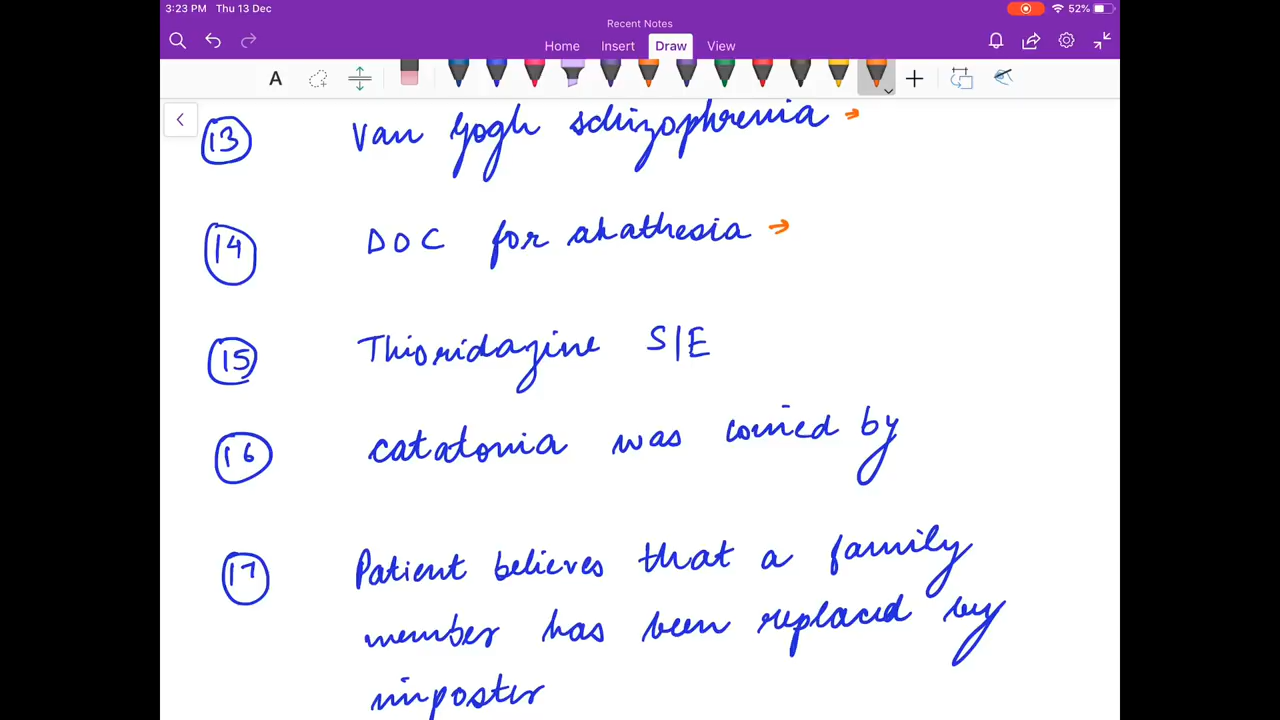 3:23 PM Thu 13 Dec
52%
Recent Notes
Home Insert Draw View
A
13 Van Gogh schizophrenia →
14 DOC for akathesia →
15 Thioridazine S/E
16 catatonia was coined by
17 Patient believes that a family
member has been replaced by
imposter